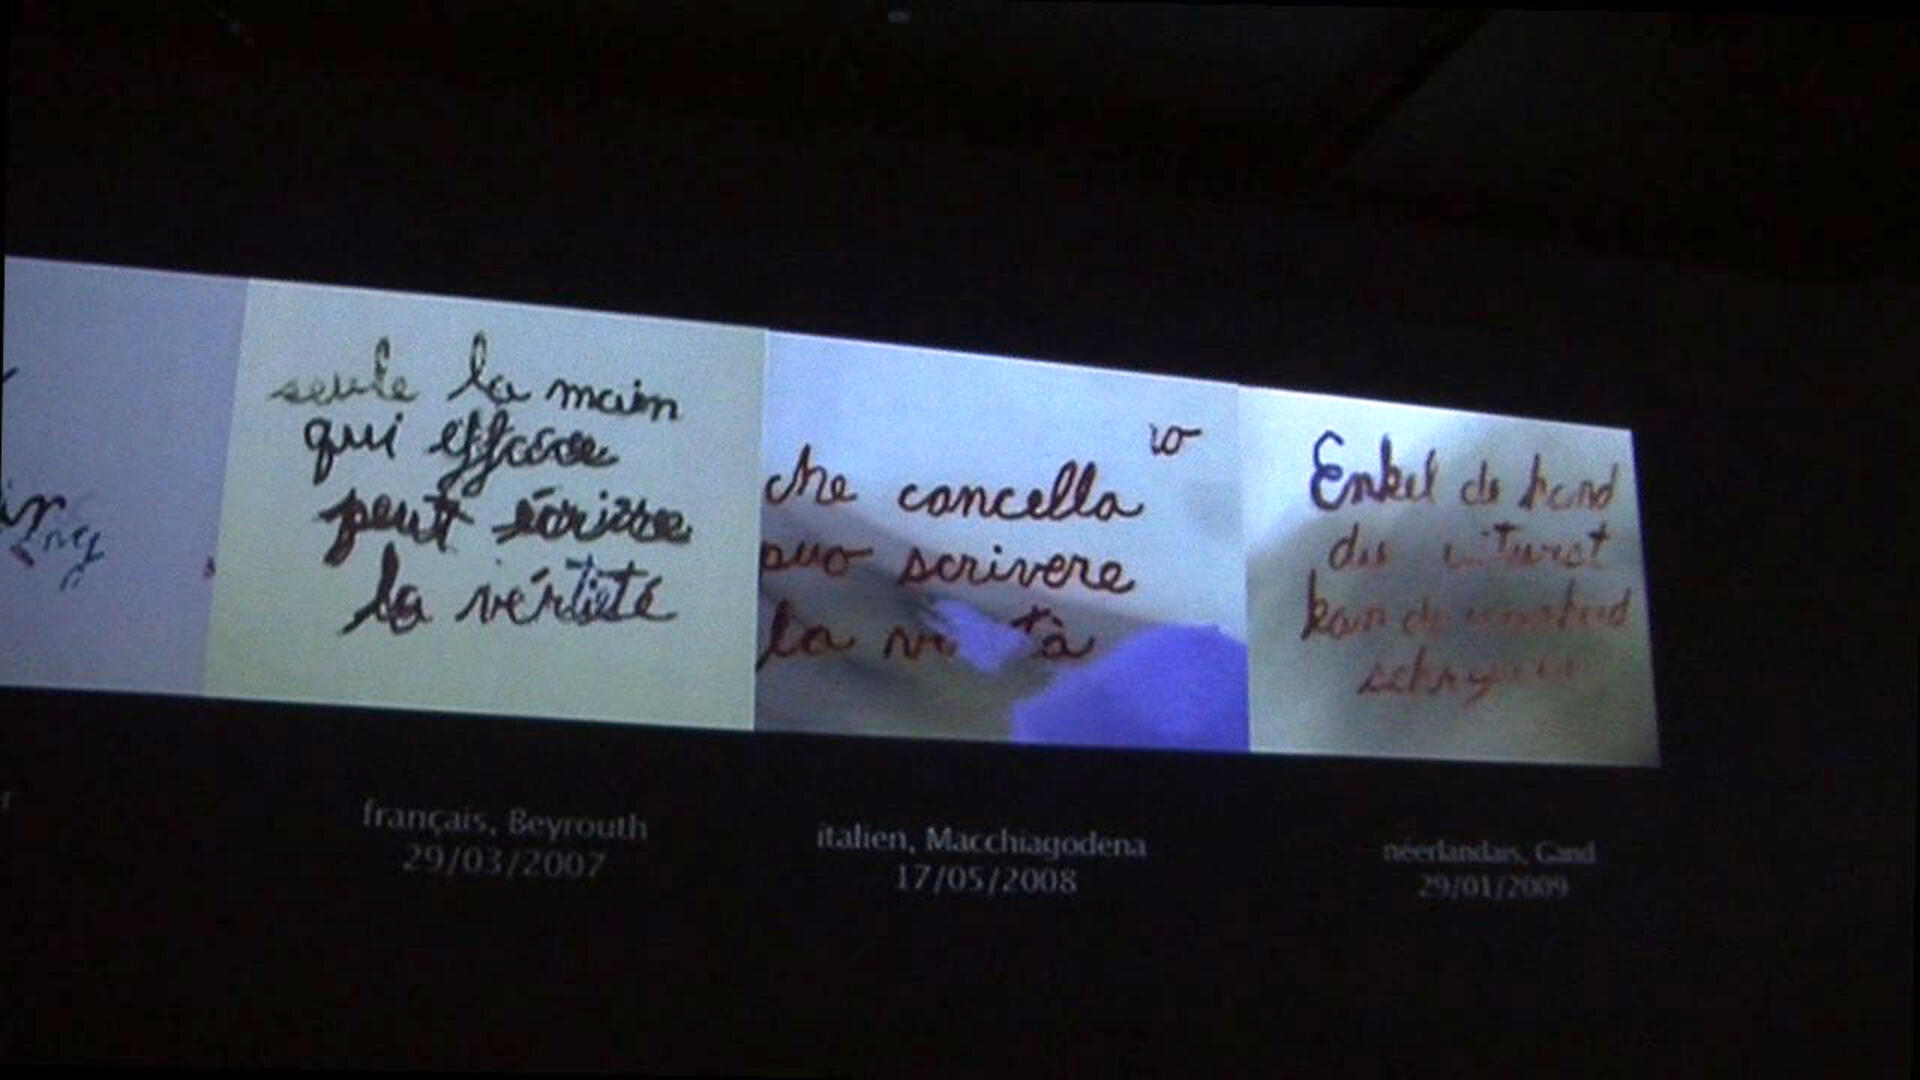 seule la main
qui efface
peut écrire
la vérité
che cancella
può scrivere
la
Enkel de hand
die uitwist
kan de waarheid
français, Beyrouth
29/03/2007
italien, Macchiagodena
17/05/2008
néerlandais, Gand
29/01/2009